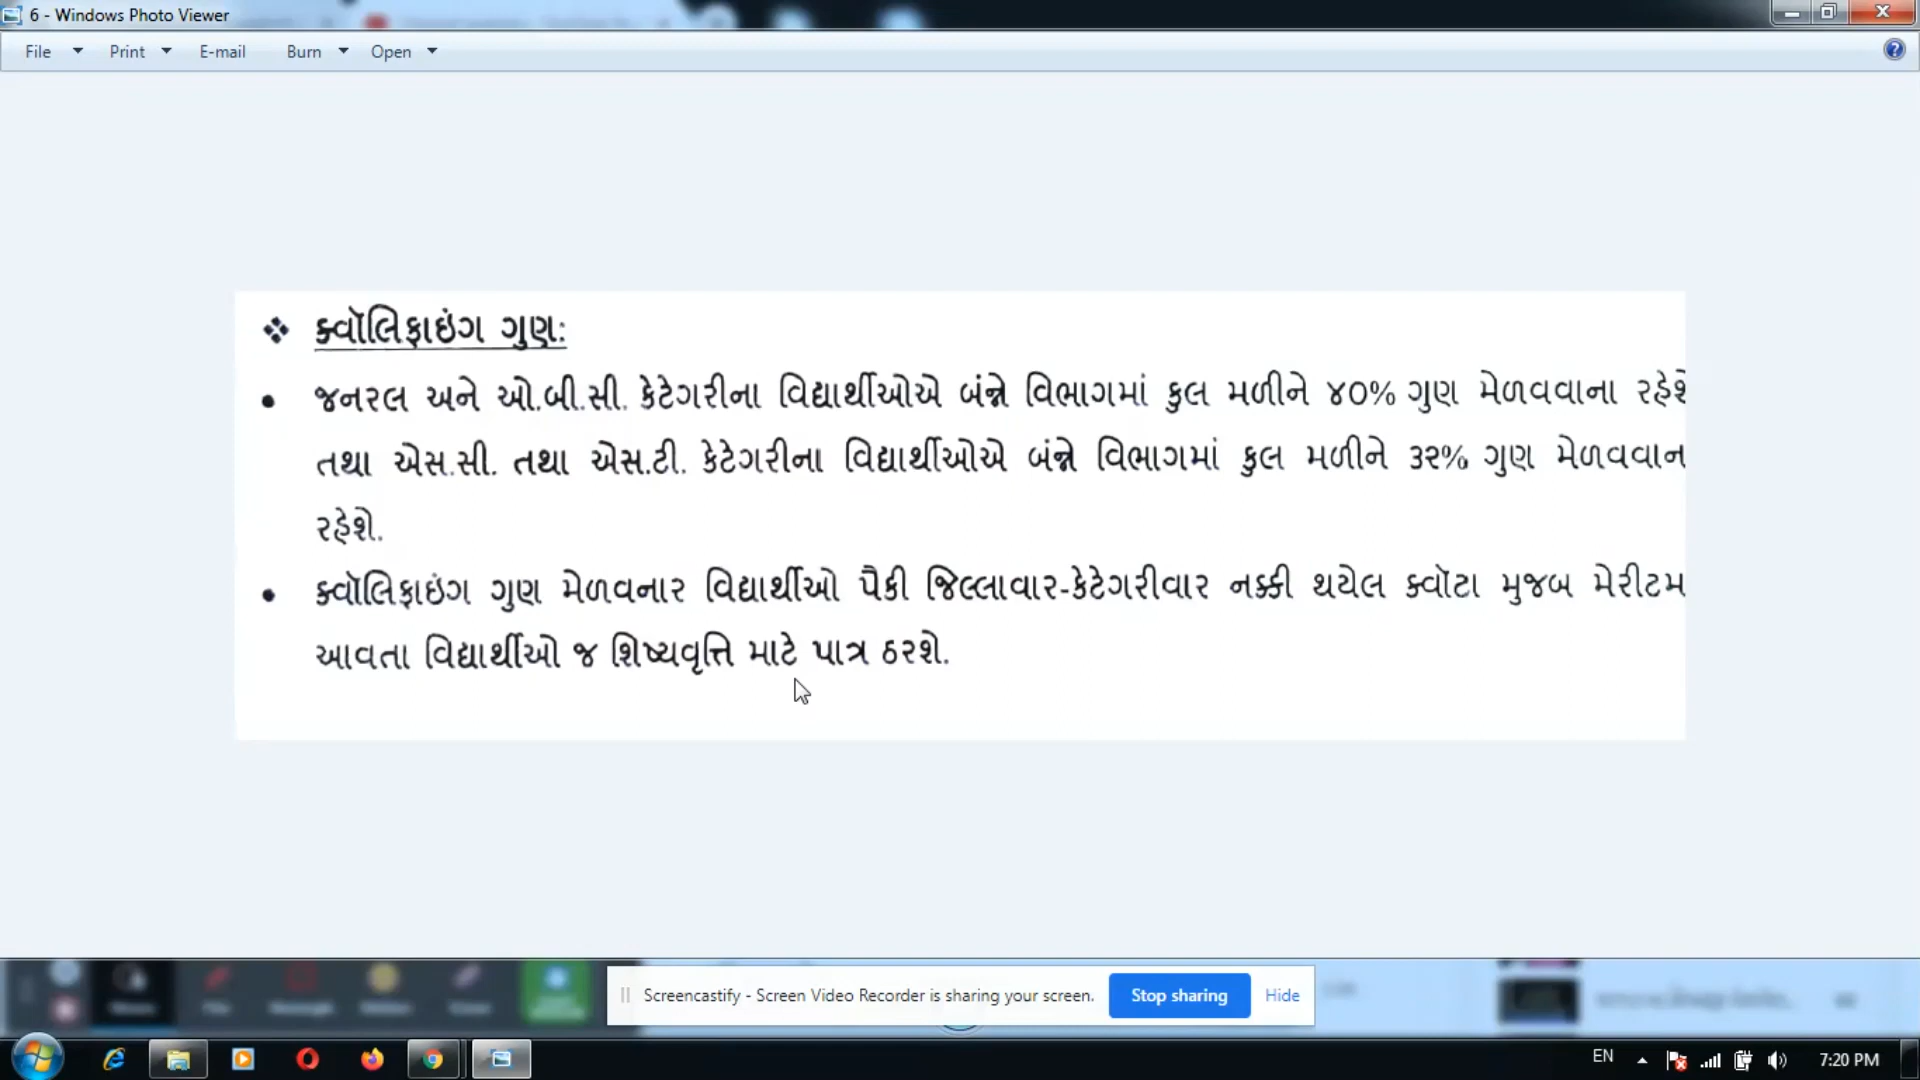 6 - Windows Photo Viewer
File Print E-mail Burn Open
❖ ક્વૉલિફાઇંગ ગુણ:
• જનરલ અને ઓ.બી.સી. કેટેગરીના વિદ્યાર્થીઓએ બંન્ને વિભાગમાં કુલ મળીને ૪૦% ગુણ મેળવવાના રહેશે
તથા એસ.સી. તથા એસ.ટી. કેટેગરીના વિદ્યાર્થીઓએ બંન્ને વિભાગમાં કુલ મળીને ૩૨% ગુણ મેળવવાન
રહેશે.
• ક્વૉલિફાઇંગ ગુણ મેળવનાર વિદ્યાર્થીઓ પૈકી જિલ્લાવાર-કેટેગરીવાર નક્કી થયેલ ક્વૉટા મુજબ મેરીટમ
આવતા વિદ્યાર્થીઓ જ શિષ્યવૃત્તિ માટે પાત્ર ઠરશે.
Screencastify - Screen Video Recorder is sharing your screen. Stop sharing Hide
EN 7:20 PM